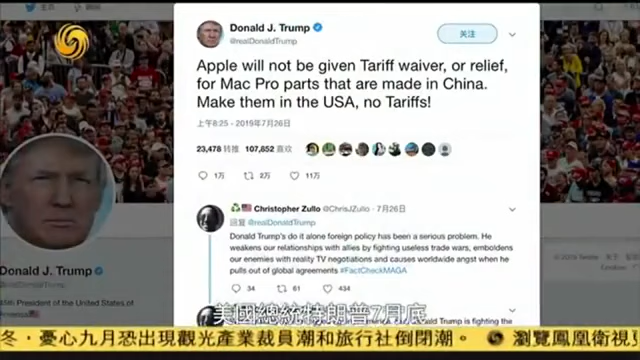 Donald J. Trump
@realDonaldTrump
关注
Apple will not be given Tariff waiver, or relief,
for Mac Pro parts that are made in China.
Make them in the USA, no Tariffs!
上午8:25 - 2019年7月26日
23,478 转推 107,852 喜欢
1万 2万 11万
Christopher Zullo @ChrisJZullo · 7月26日
回复 @realDonaldTrump
Donald Trump's do it alone foreign policy has been a serious problem. He
weakens our relationships with allies by fighting useless trade wars, emboldens
our enemies with reality TV negotiations and causes worldwide angst when he
pulls out of global agreements #FactCheckMAGA
34 61 434
Donald J. Trump
@realDonaldTrump
45th President of the United States of
America
美國總統特朗普7月底
Donald Trump is fighting the
冬，憂心九月恐出現觀光產業裁員潮和旅行社倒閉潮。
瀏覽鳳凰衛視